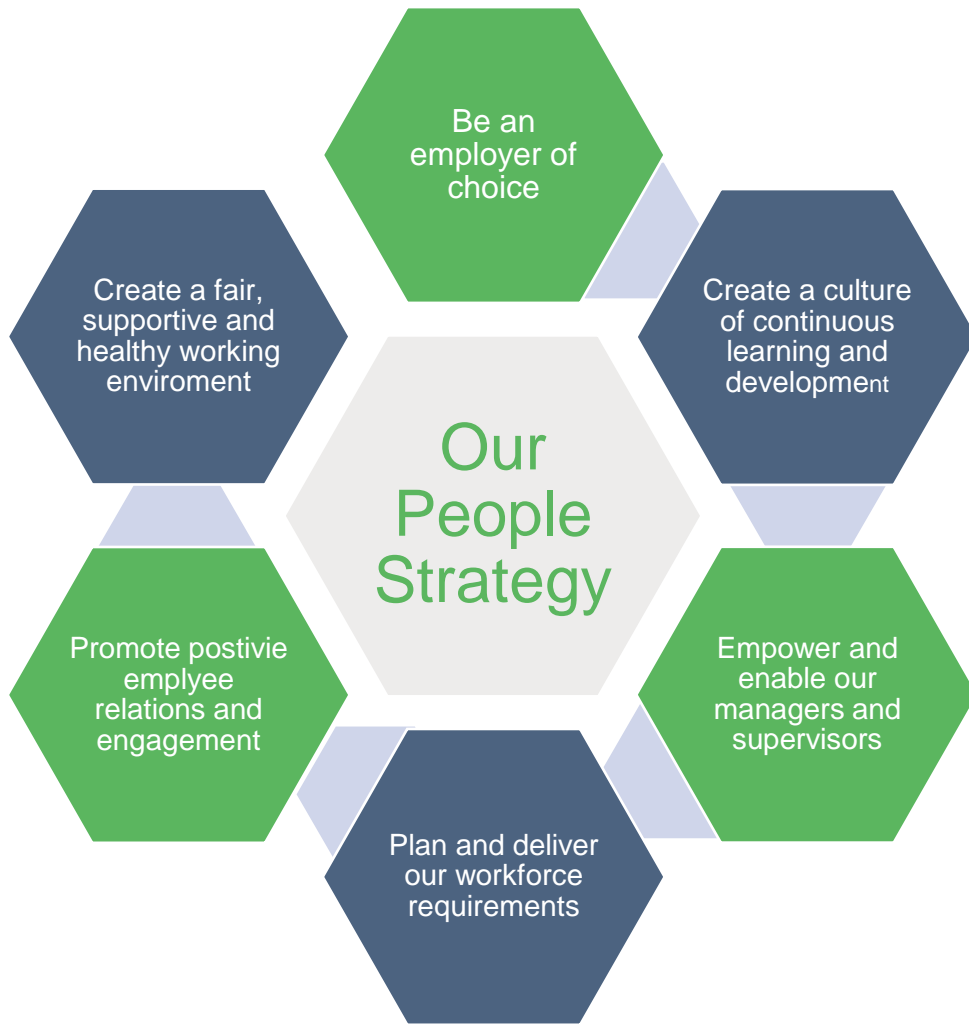 Be an
employer of
choice
Create a culture
of continuous
learning and
development
Empower and
enable our
managers and
supervisors
Plan and deliver
our workforce
requirements
Promote postivie
emplyee
relations and
engagement
Create a fair,
supportive and
healthy working
enviroment
Our
People
Strategy